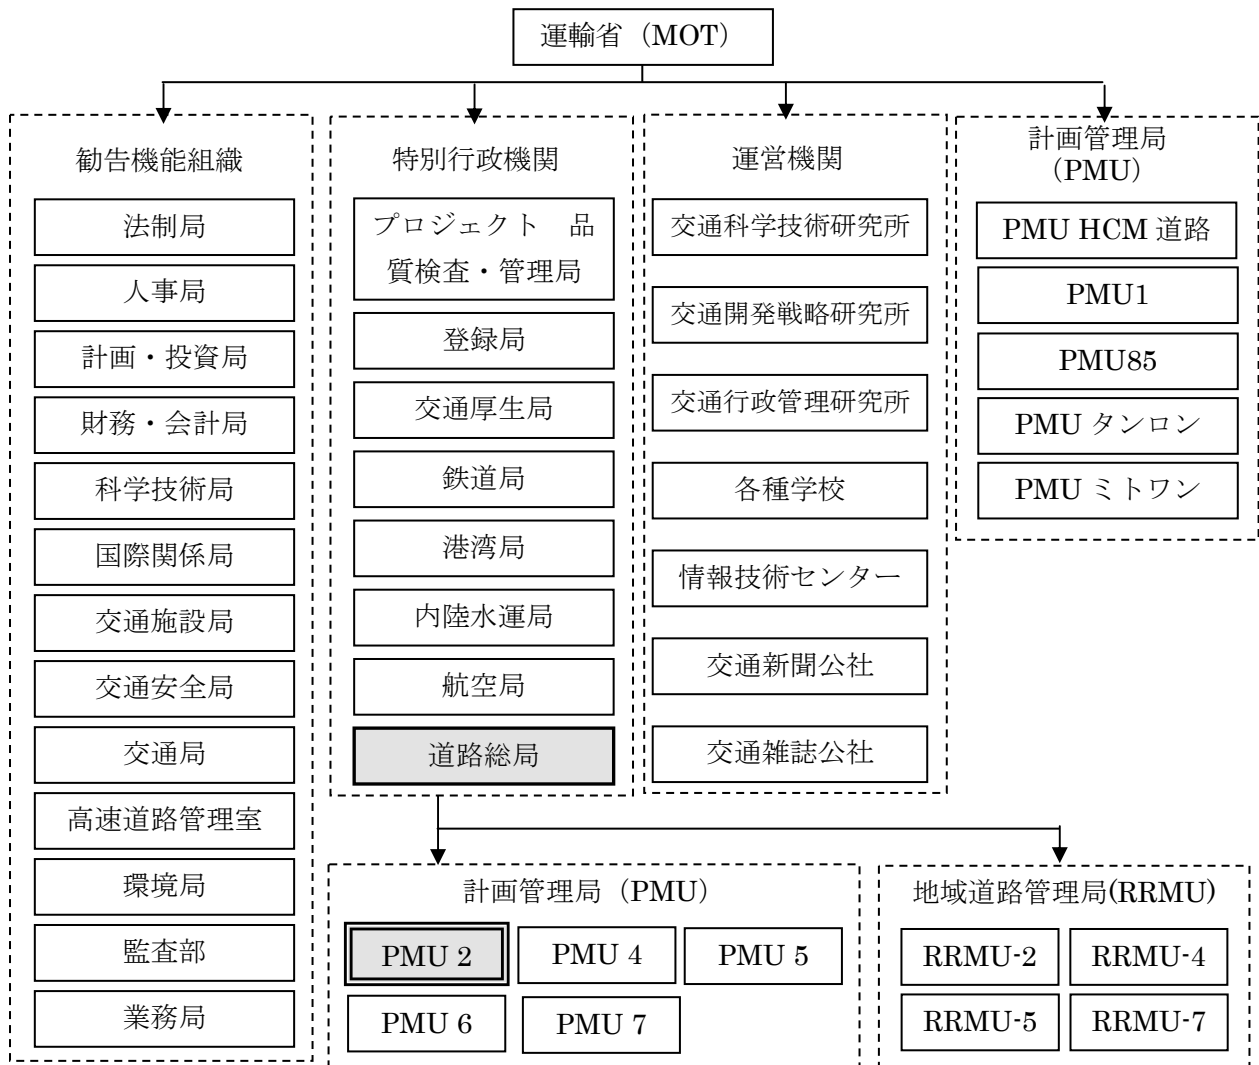 運輸省（MOT）
勧告機能組織
法制局
人事局
計画・投資局
財務・会計局
科学技術局
国際関係局
交通施設局
交通安全局
交通局
高速道路管理室
環境局
監査部
業務局
特別行政機関
プロジェクト　品
質検査・管理局
登録局
交通厚生局
鉄道局
港湾局
内陸水運局
航空局
道路総局
運営機関
交通科学技術研究所
交通開発戦略研究所
交通行政管理研究所
各種学校
情報技術センター
交通新聞公社
交通雑誌公社
計画管理局
（PMU）
PMU HCM 道路
PMU1
PMU85
PMU タンロン
PMU ミトワン
計画管理局（PMU）
PMU 2
PMU 4
PMU 5
PMU 6
PMU 7
地域道路管理局(RRMU)
RRMU-2
RRMU-4
RRMU-5
RRMU-7